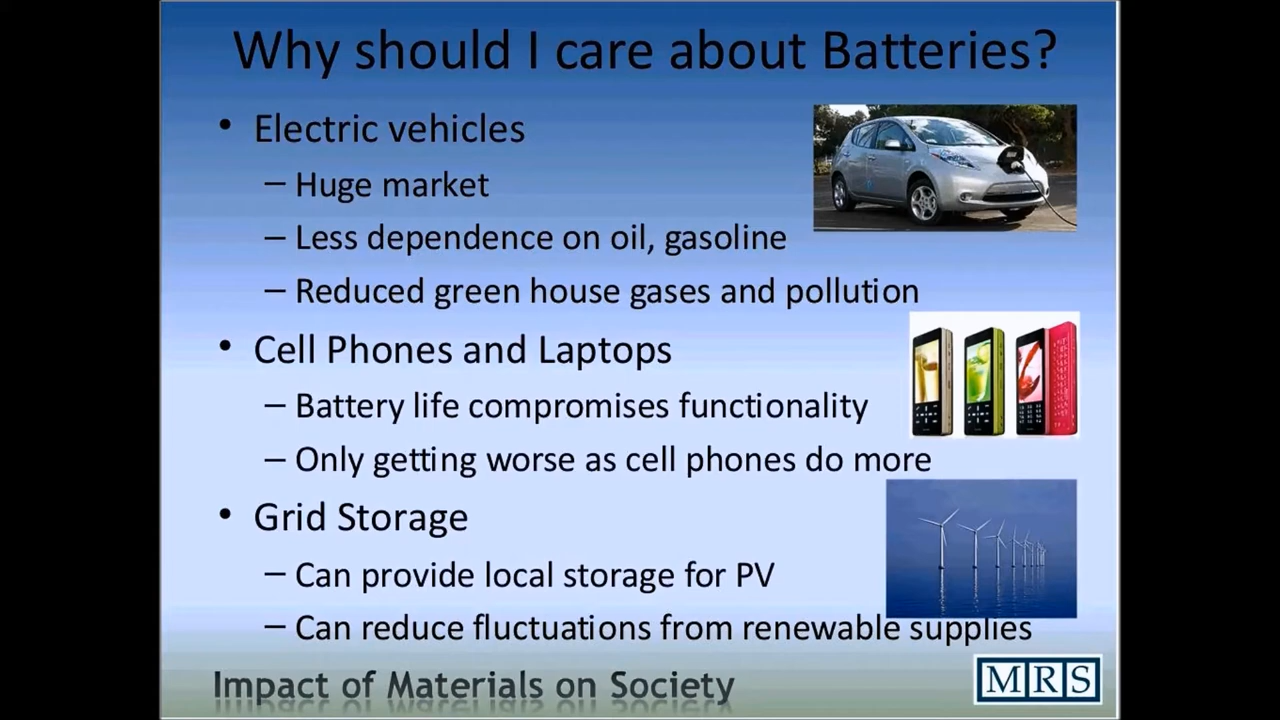 Why should I care about Batteries?
• Electric vehicles
– Huge market
– Less dependence on oil, gasoline
– Reduced green house gases and pollution
• Cell Phones and Laptops
– Battery life compromises functionality
– Only getting worse as cell phones do more
• Grid Storage
– Can provide local storage for PV
– Can reduce fluctuations from renewable supplies
Impact of Materials on Society
MRS